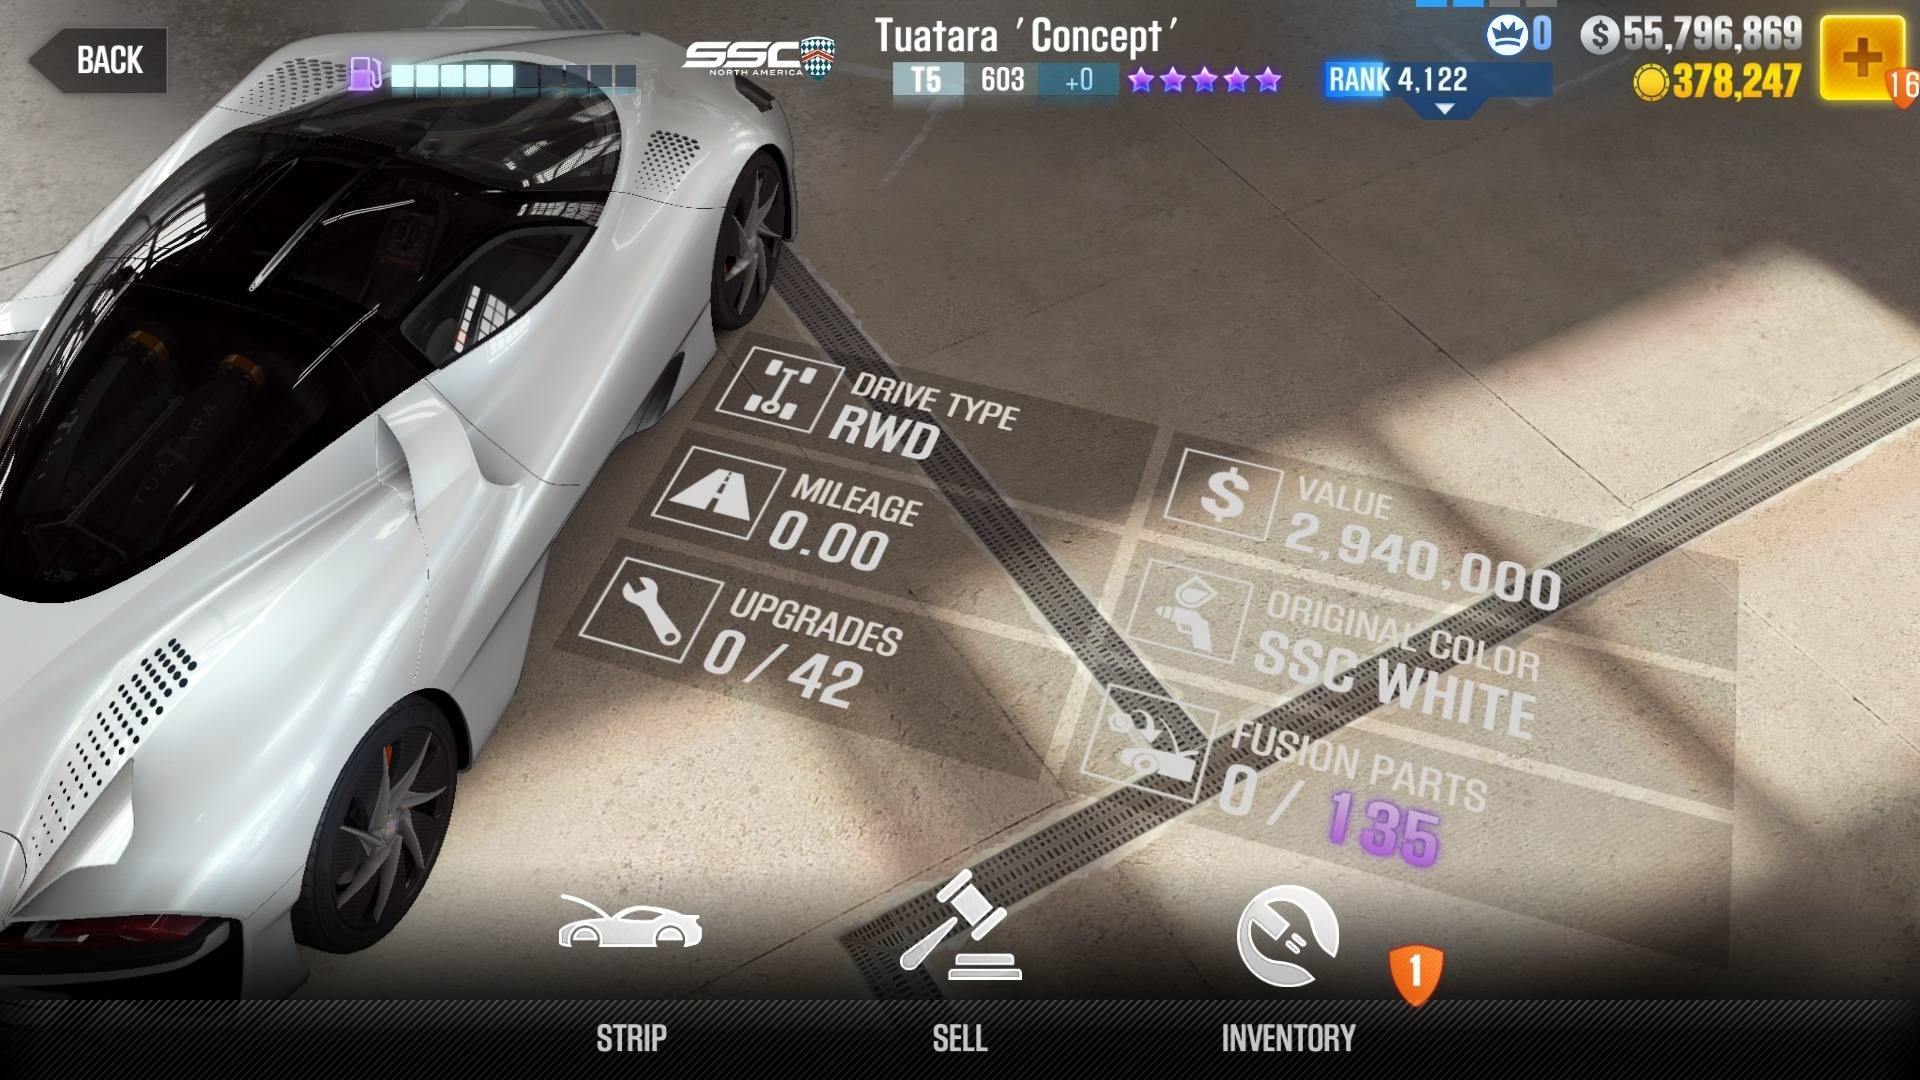 BACK
SSC
NORTH AMERICA
Tuatara 'Concept'
T5 603 +0
RANK 4,122
0
$ 55,796,869
378,247
16
DRIVE TYPE
RWD
MILEAGE
0.00
UPGRADES
0/42
$ VALUE
2,940,000
ORIGINAL COLOR
SSC WHITE
FUSION PARTS
0/ 135
TUATARA
1
STRIP
SELL
INVENTORY